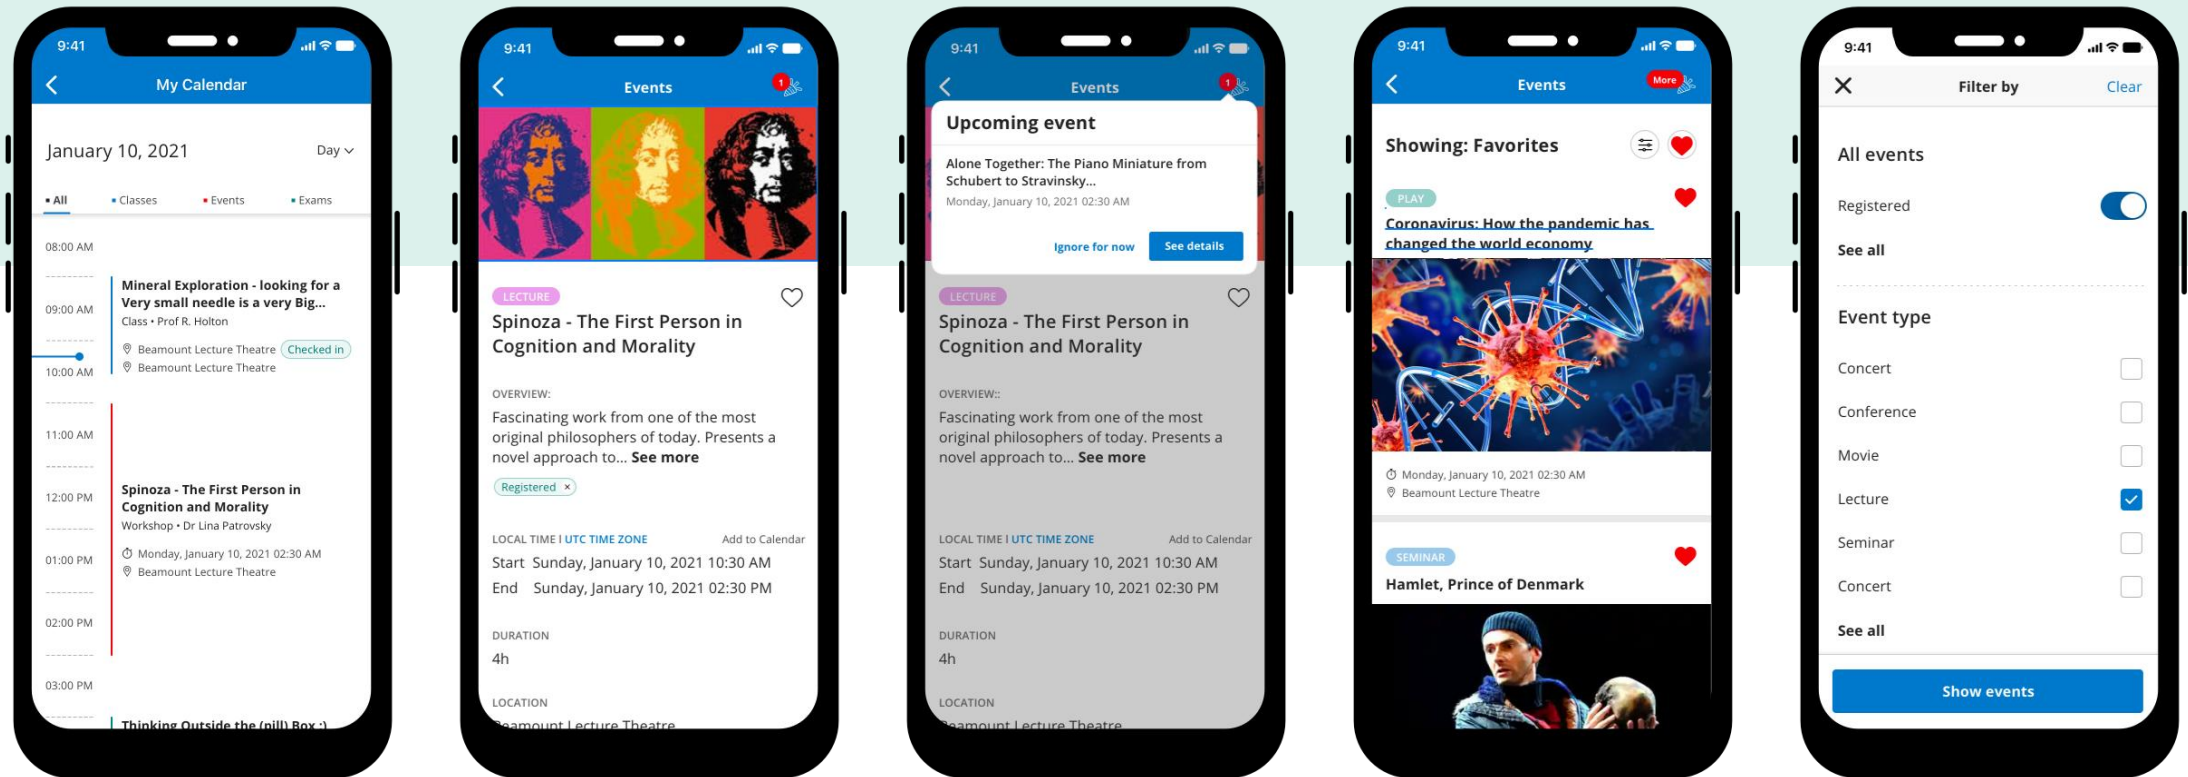 9:41
My Calendar
January 10, 2021
Day
All
Classes
Events
Exams
08:00 AM
Mineral Exploration - looking for a
Very small needle is a very Big...
09:00 AM
Class • Prof R. Holton
Beamount Lecture Theatre
Checked in
Beamount Lecture Theatre
10:00 AM
11:00 AM
12:00 PM
Spinoza - The First Person in
Cognition and Morality
Workshop • Dr Lina Patrovsky
Monday, January 10, 2021 02:30 AM
01:00 PM
Beamount Lecture Theatre
02:00 PM
03:00 PM
Thinking Outside the (pill) Box :)
9:41
Events
1
LECTURE
Spinoza - The First Person in
Cognition and Morality
OVERVIEW:
Fascinating work from one of the most
original philosophers of today. Presents a
novel approach to... See more
Registered ×
LOCAL TIME I UTC TIME ZONE
Add to Calendar
Start Sunday, January 10, 2021 10:30 AM
End Sunday, January 10, 2021 02:30 PM
DURATION
4h
LOCATION
Beamount Lecture Theatre
9:41
Events
1
Upcoming event
Alone Together: The Piano Miniature from
Schubert to Stravinsky...
Monday, January 10, 2021 02:30 AM
Ignore for now
See details
LECTURE
Spinoza - The First Person in
Cognition and Morality
OVERVIEW::
Fascinating work from one of the most
original philosophers of today. Presents a
novel approach to... See more
LOCAL TIME I UTC TIME ZONE
Add to Calendar
Start Sunday, January 10, 2021 10:30 AM
End Sunday, January 10, 2021 02:30 PM
DURATION
4h
LOCATION
Beamount Lecture Theatre
9:41
Events
More
Showing: Favorites
PLAY
Coronavirus: How the pandemic has
changed the world economy
Monday, January 10, 2021 02:30 AM
Beamount Lecture Theatre
SEMINAR
Hamlet, Prince of Denmark
9:41
Filter by
Clear
All events
Registered
See all
Event type
Concert
Conference
Movie
Lecture
Seminar
Concert
See all
Show events